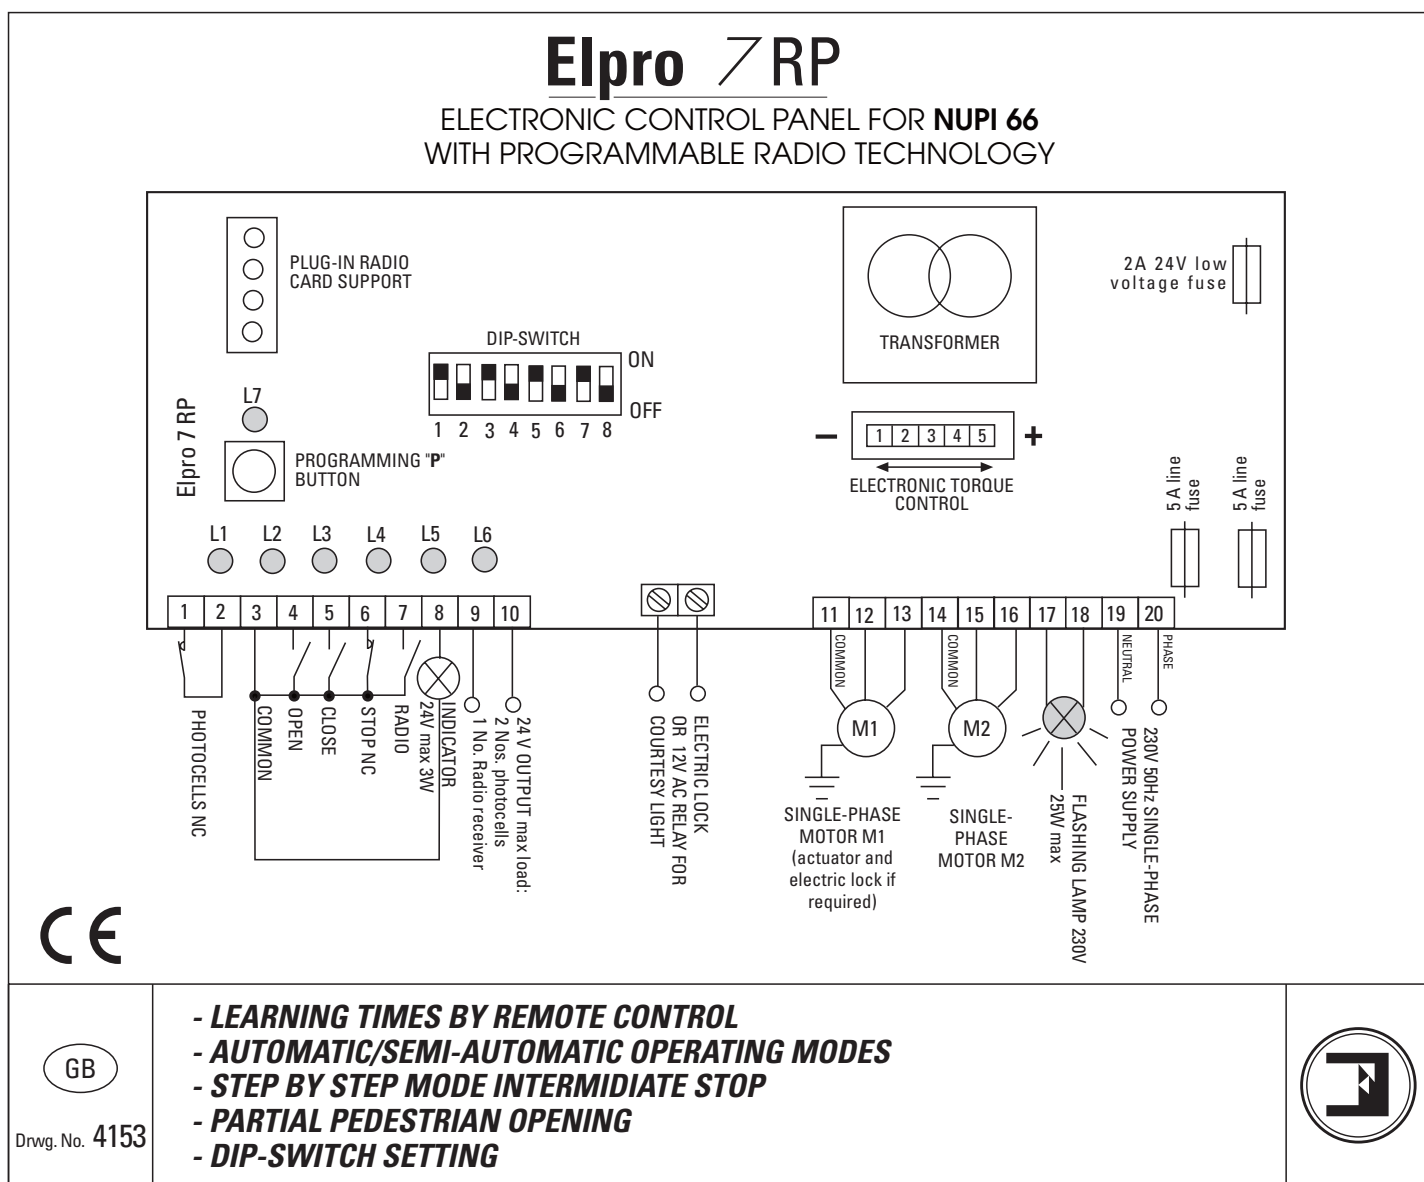 Elpro 7 RP
ELECTRONIC CONTROL PANEL FOR NUPI 66
WITH PROGRAMMABLE RADIO TECHNOLOGY
PLUG-IN RADIO
CARD SUPPORT
DIP-SWITCH
ON
OFF
1 2 3 4 5 6 7 8
TRANSFORMER
2A 24V low
voltage fuse
Elpro 7 RP
L7
PROGRAMMING "P"
BUTTON
– 1 2 3 4 5 +
ELECTRONIC TORQUE
CONTROL
5 A line
fuse
5 A line
fuse
L1 L2 L3 L4 L5 L6
1 2 3 4 5 6 7 8 9 10
11 12 13 14 15 16 17 18 19 20
PHOTOCELLS NC
COMMON
OPEN
CLOSE
STOP NC
RADIO
INDICATOR
24V max 3W
24 V OUTPUT max load:
2 Nos. photocells
1 No. Radio receiver
ELECTRIC LOCK
OR 12V AC RELAY FOR
COURTESY LIGHT
COMMON
COMMON
NEUTRAL
PHASE
M1
M2
SINGLE-PHASE
MOTOR M1
(actuator and
electric lock if
required)
SINGLE-
PHASE
MOTOR M2
FLASHING LAMP 230V
25W max
230V 50Hz SINGLE-PHASE
POWER SUPPLY
CE
GB
Drwg. No. 4153
- LEARNING TIMES BY REMOTE CONTROL
- AUTOMATIC/SEMI-AUTOMATIC OPERATING MODES
- STEP BY STEP MODE INTERMIDIATE STOP
- PARTIAL PEDESTRIAN OPENING
- DIP-SWITCH SETTING